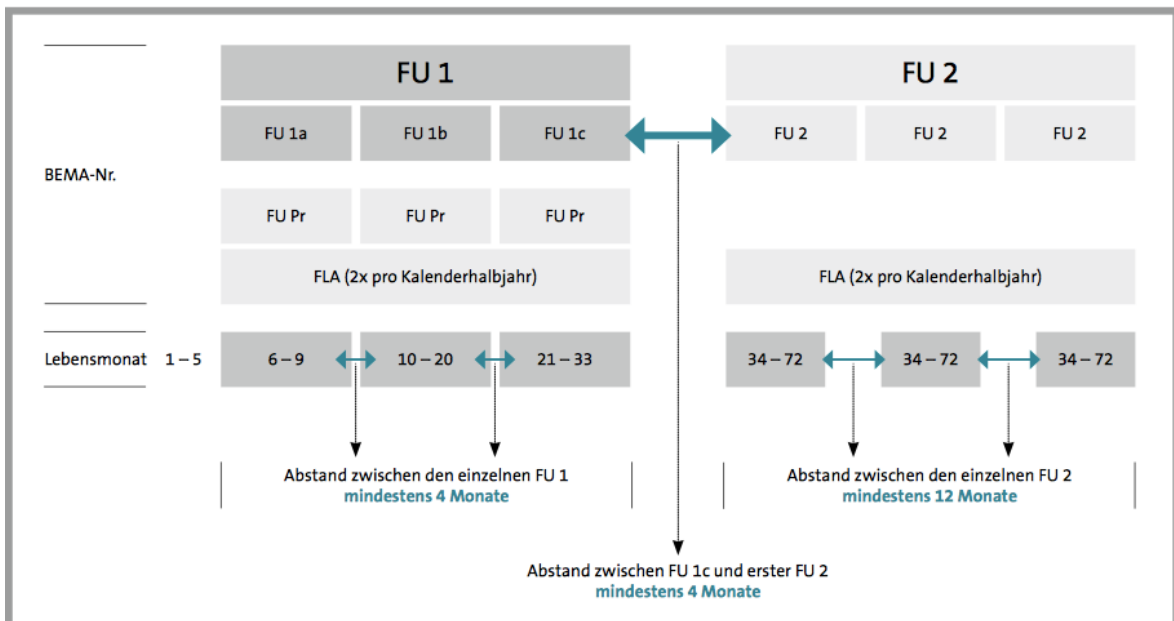 FU 1
FU 2
FU 1a
FU 1b
FU 1c
FU 2
FU 2
FU 2
BEMA-Nr.
FU Pr
FU Pr
FU Pr
FLA (2x pro Kalenderhalbjahr)
FLA (2x pro Kalenderhalbjahr)
Lebensmonat
1 – 5
6 – 9
10 – 20
21 – 33
34 – 72
34 – 72
34 – 72
Abstand zwischen den einzelnen FU 1
mindestens 4 Monate
Abstand zwischen den einzelnen FU 2
mindestens 12 Monate
Abstand zwischen FU 1c und erster FU 2
mindestens 4 Monate